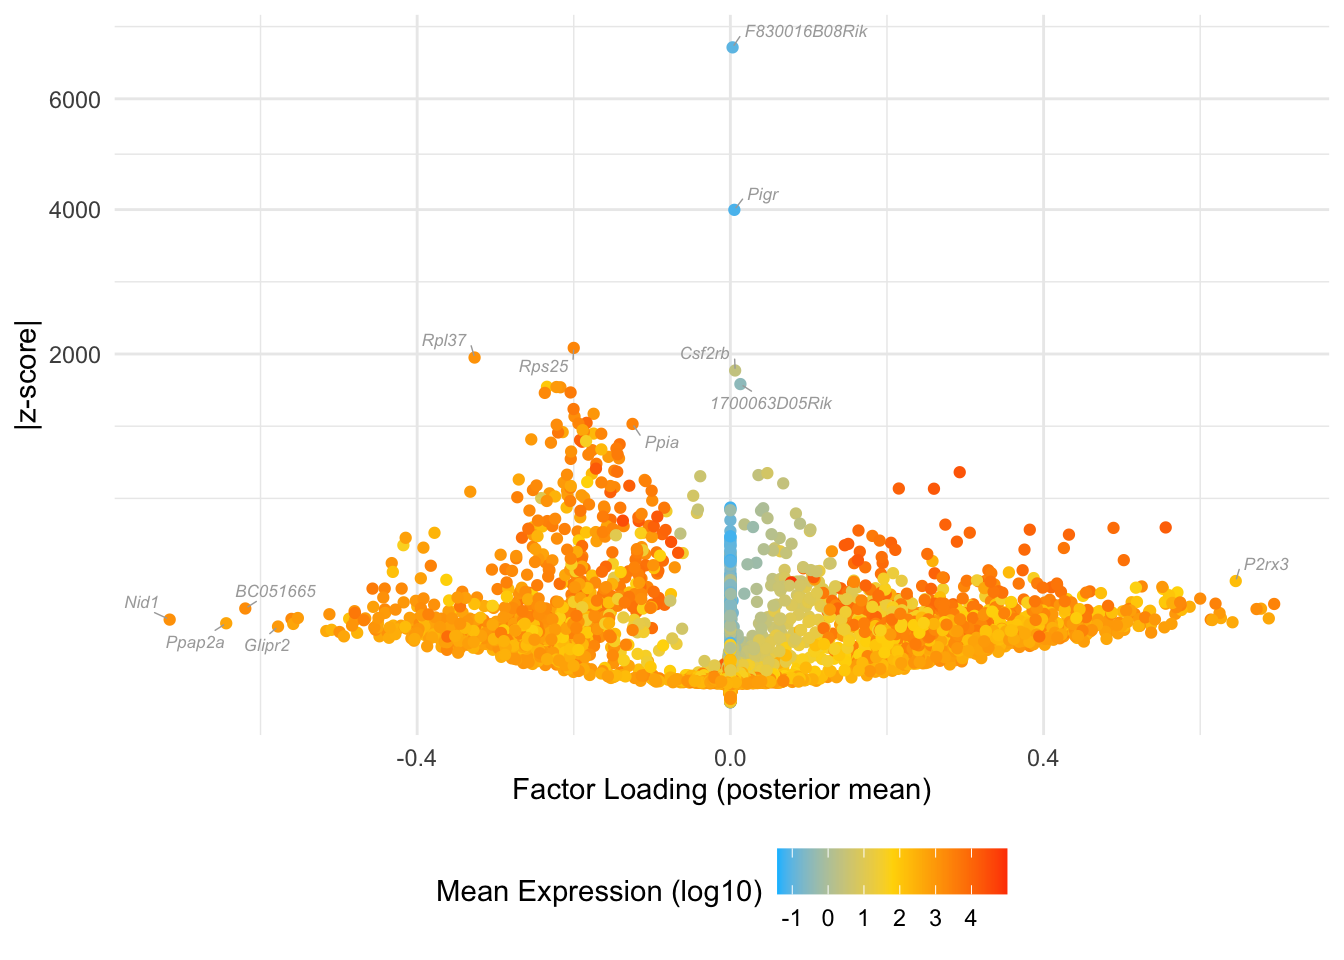 F830016B08Rik
6000
Pigr
4000
Rpl37
Csf2rb
2000
Rps25
1700063D05Rik
Ppia
|z-score|
P2rx3
BC051665
Nid1
Ppap2a
Glipr2
-0.4
0.0
0.4
Factor Loading (posterior mean)
Mean Expression (log10)
-1 0 1 2 3 4